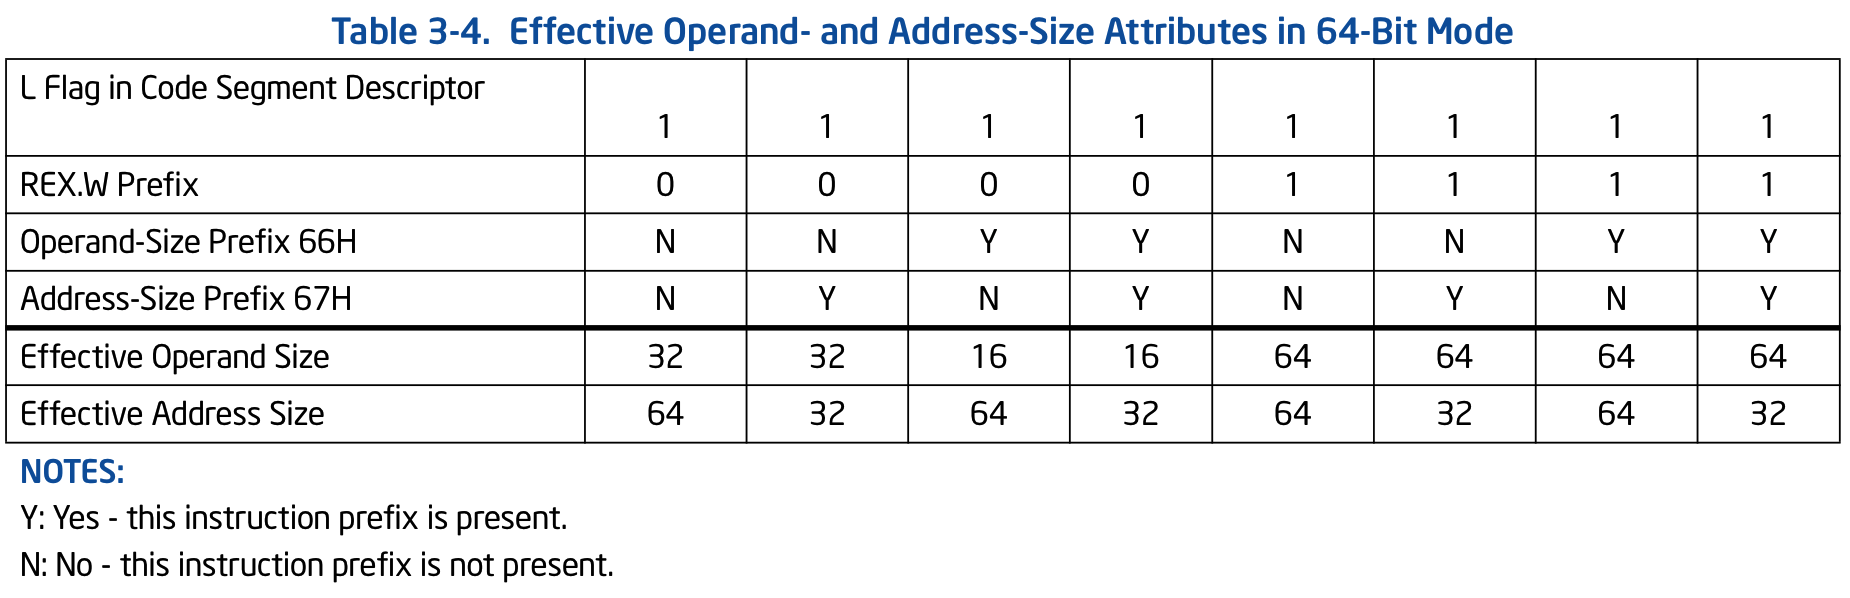 Table 3-4. Effective Operand- and Address-Size Attributes in 64-Bit Mode
L Flag in Code Segment Descriptor 1 1 1 1 1 1 1 1
REX.W Prefix 0 0 0 0 1 1 1 1
Operand-Size Prefix 66H N N Y Y N N Y Y
Address-Size Prefix 67H N Y N Y N Y N Y
Effective Operand Size 32 32 16 16 64 64 64 64
Effective Address Size 64 32 64 32 64 32 64 32
NOTES:
Y: Yes - this instruction prefix is present.
N: No - this instruction prefix is not present.